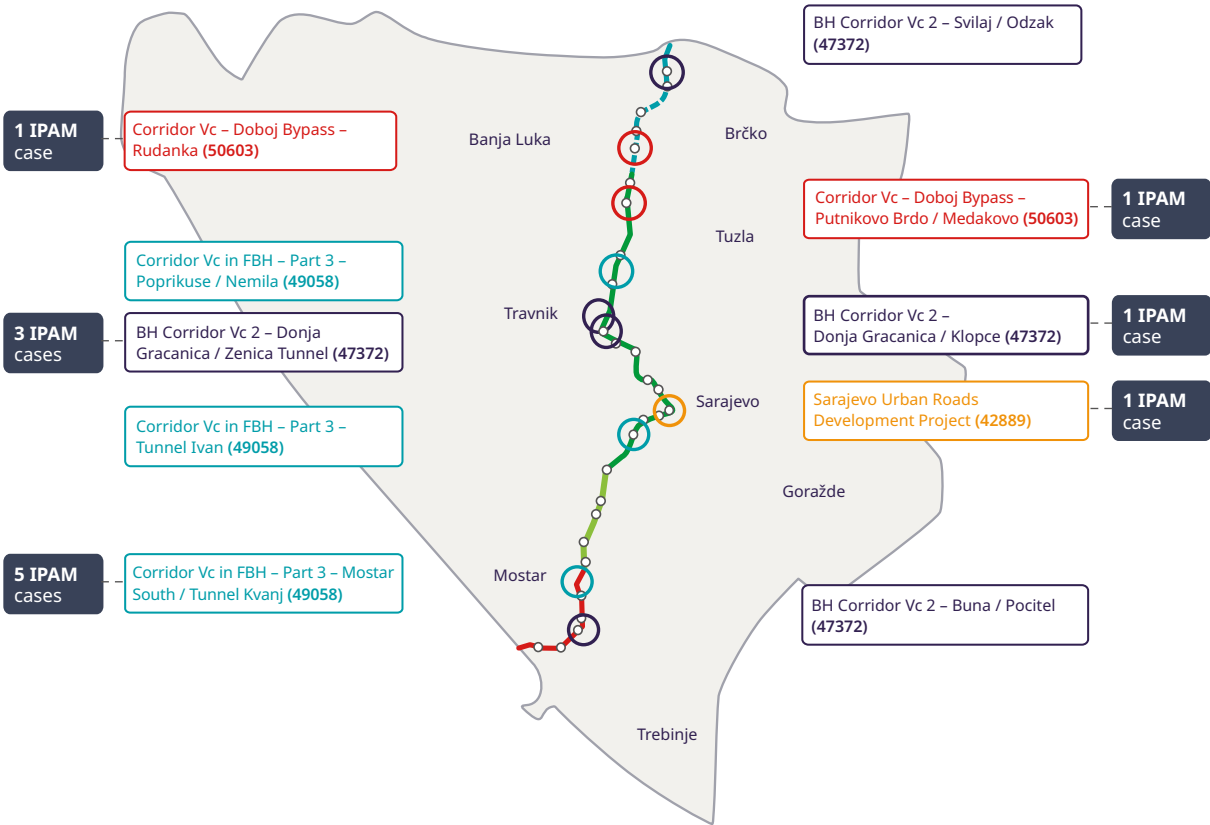 BH Corridor Vc 2 – Svilaj / Odzak
(47372)
1 IPAM
case
Corridor Vc – Doboj Bypass –
Rudanka (50603)
Banja Luka
Brčko
Corridor Vc – Doboj Bypass –
Putnikovo Brdo / Medakovo (50603)
1 IPAM
case
Tuzla
Corridor Vc in FBH – Part 3 –
Poprikuse / Nemila (49058)
Travnik
3 IPAM
cases
BH Corridor Vc 2 – Donja
Gracanica / Zenica Tunnel (47372)
BH Corridor Vc 2 –
Donja Gracanica / Klopce (47372)
1 IPAM
case
Sarajevo
Sarajevo Urban Roads
Development Project (42889)
1 IPAM
case
Corridor Vc in FBH – Part 3 –
Tunnel Ivan (49058)
Goražde
5 IPAM
cases
Corridor Vc in FBH – Part 3 – Mostar
South / Tunnel Kvanj (49058)
Mostar
BH Corridor Vc 2 – Buna / Pocitel
(47372)
Trebinje